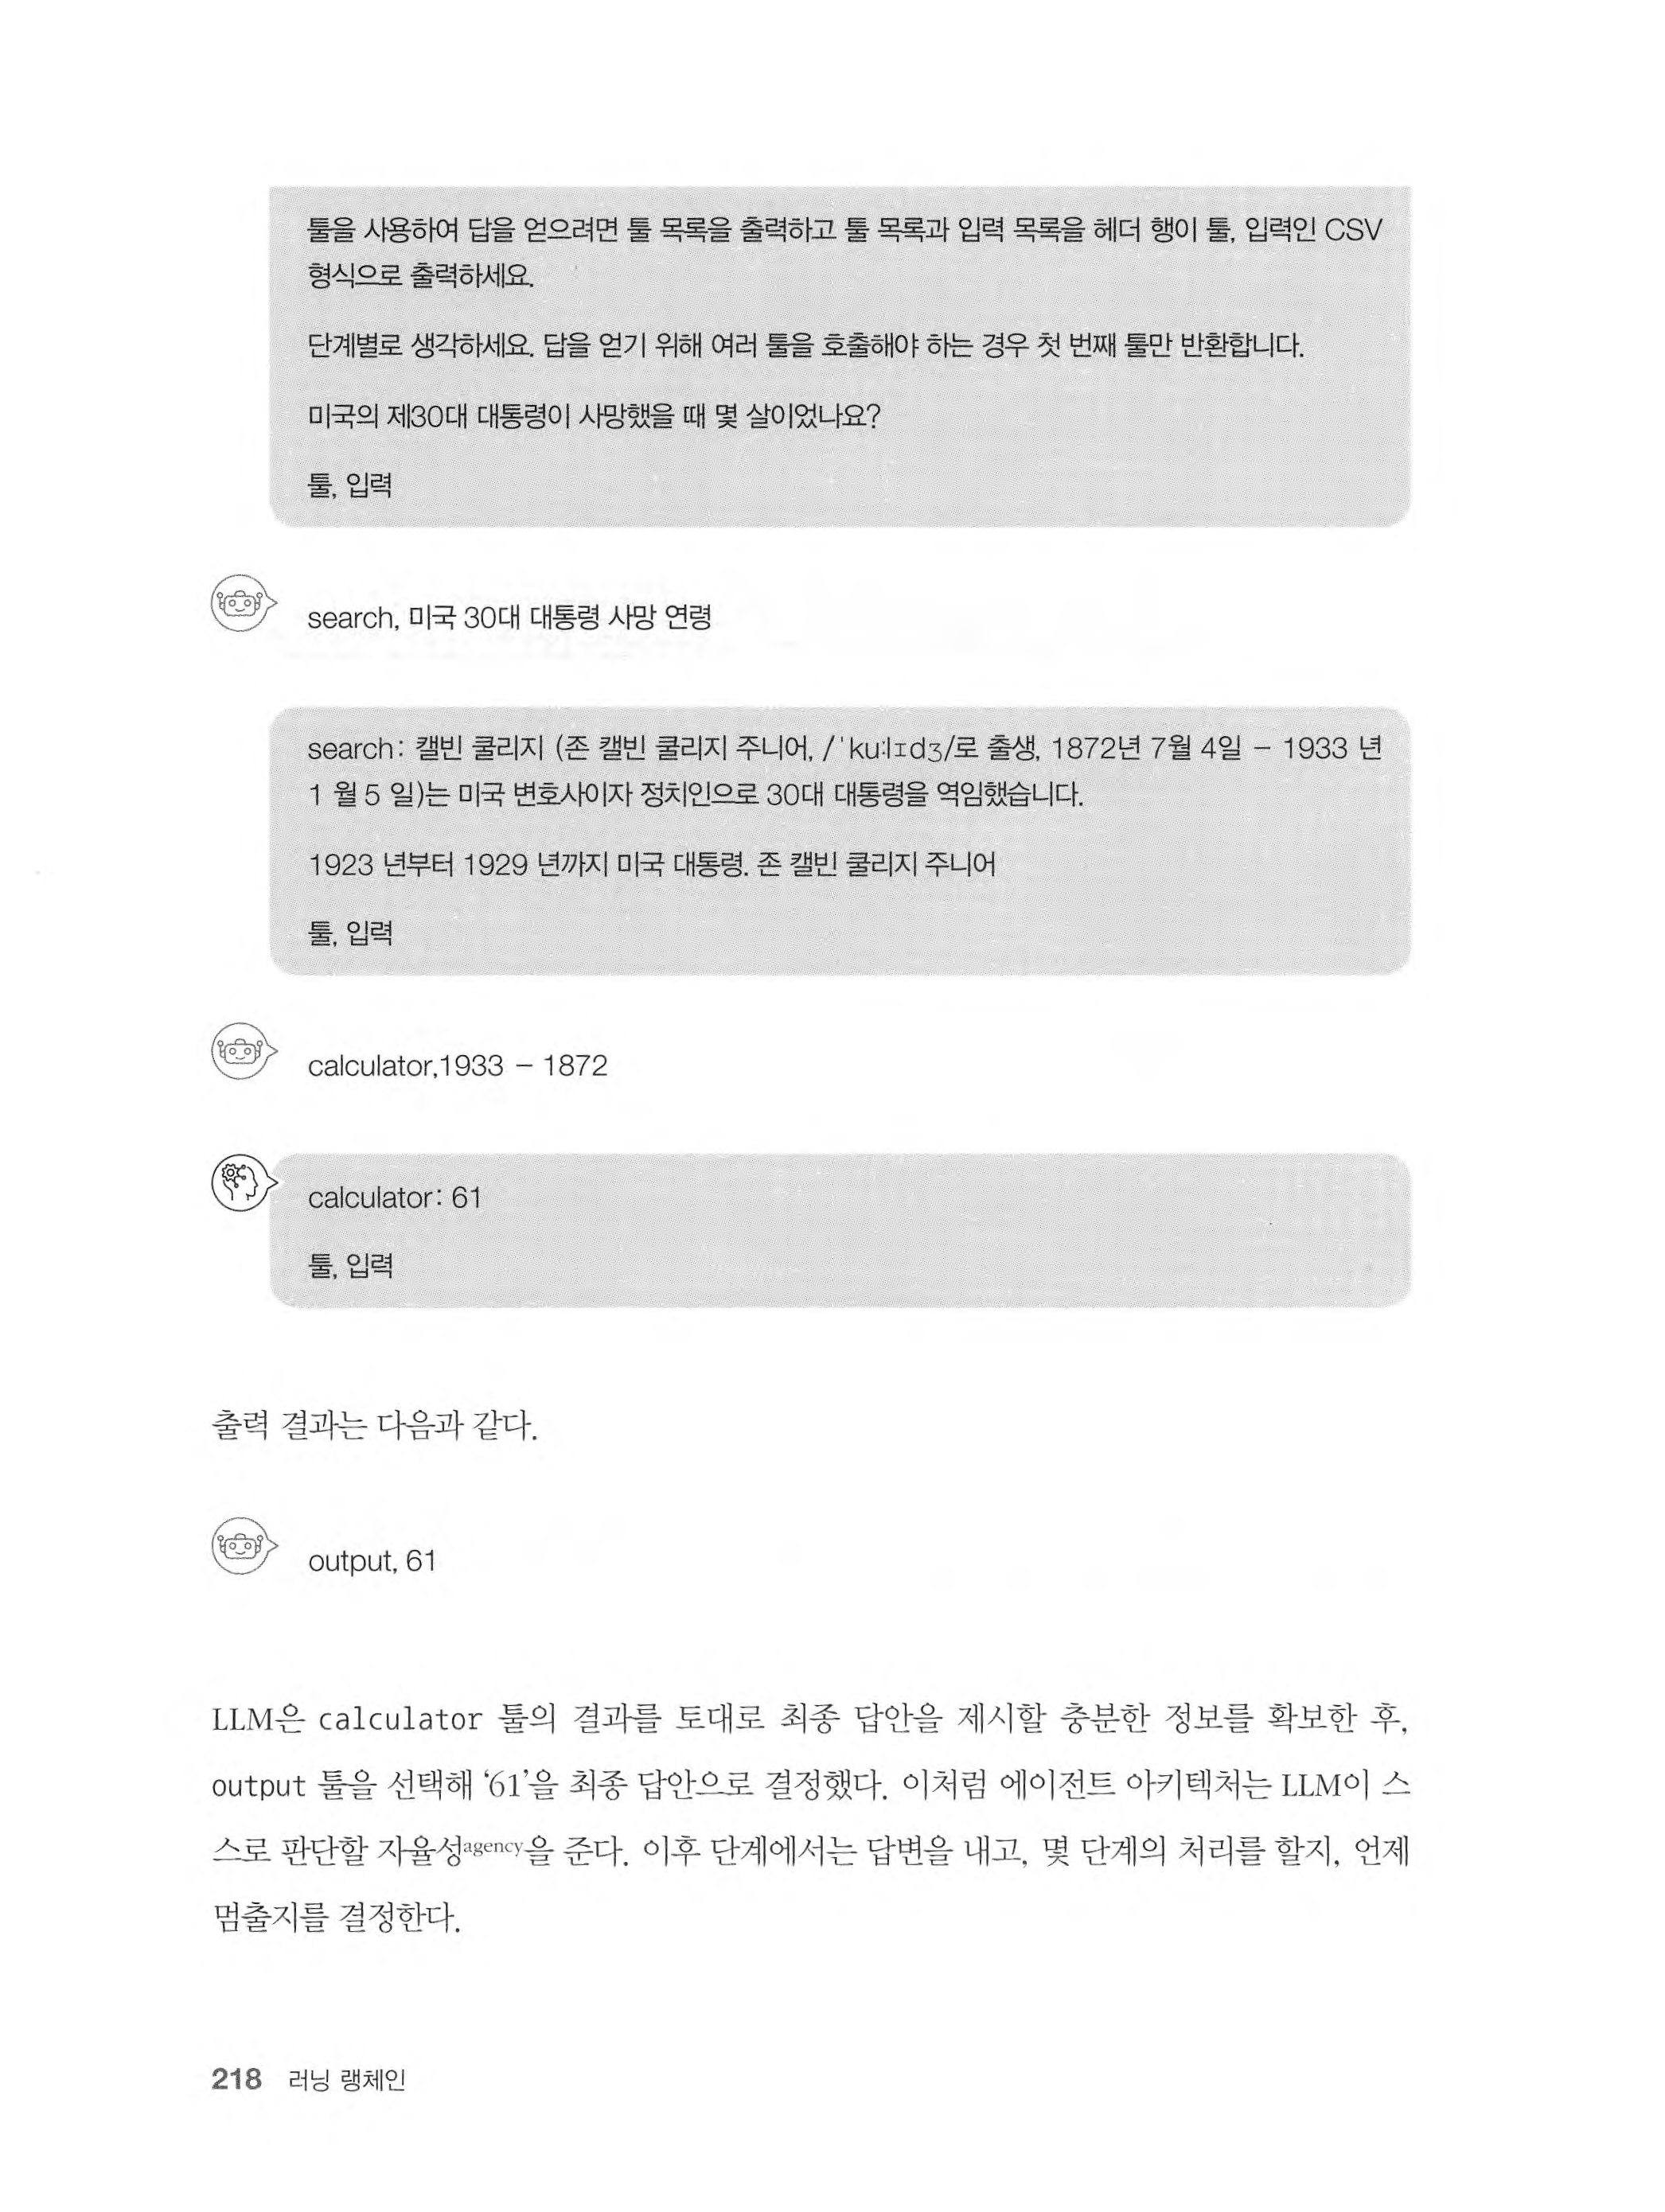 툴을 사용하여 답을 얻으려면 툴 목록을 출력하고 툴 목록과 입력 목록을 헤더 행이 툴, 입력인 CSV
형식으로 출력하세요.
단계별로 생각하세요. 답을 얻기 위해 여러 툴을 호출해야 하는 경우 첫 번째 툴만 반환합니다.
미국의 제30대 대통령이 사망했을 때 몇 살이었나요?
툴, 입력
search, 미국 30대 대통령 사망 연령
search: 캘빈 쿨리지 (존 캘빈 쿨리지 주니어, /ˈkuːlɪdʒ/로 출생, 1872년 7월 4일 – 1933 년
1 월 5 일)는 미국 변호사이자 정치인으로 30대 대통령을 역임했습니다.
1923 년부터 1929 년까지 미국 대통령. 존 캘빈 쿨리지 주니어
툴, 입력
calculator,1933 – 1872
calculator: 61
툴, 입력
출력 결과는 다음과 같다.
output, 61
LLM은 calculator 툴의 결과를 토대로 최종 답안을 제시할 충분한 정보를 확보한 후,
output 툴을 선택해 ‘61’을 최종 답안으로 결정했다. 이처럼 에이전트 아키텍처는 LLM이 스
스로 판단할 자율성agency을 준다. 이후 단계에서는 답변을 내고, 몇 단계의 처리를 할지, 언제
멈출지를 결정한다.
218 러닝 랭체인